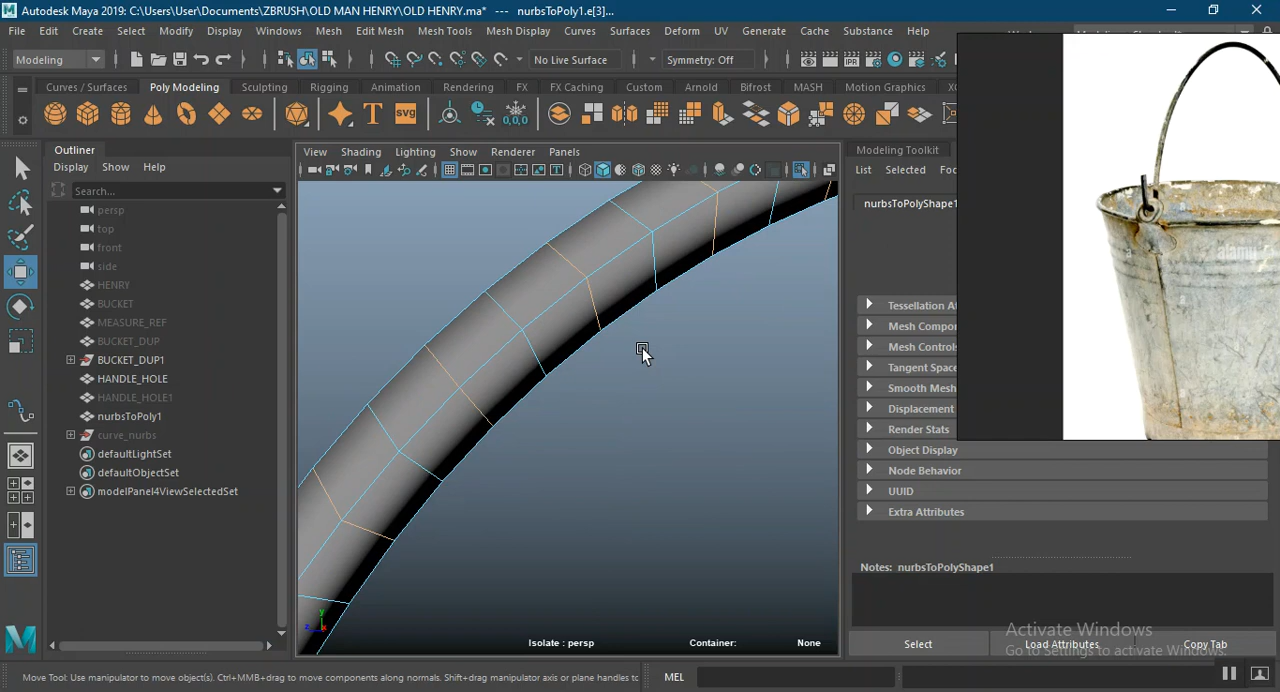 Autodesk Maya 2019: C:\Users\User\Documents\ZBRUSH\OLD MAN HENRY\OLD HENRY.ma* --- nurbsToPoly1.e[3]...
File Edit Create Select Modify Display Windows Mesh Edit Mesh Mesh Tools Mesh Display Curves Surfaces Deform UV Generate Cache Substance Help
Modeling No Live Surface Symmetry: Off
Curves / Surfaces Poly Modeling Sculpting Rigging Animation Rendering FX FX Caching Custom Arnold Bifrost MASH Motion Graphics
T SVG 0,0,0
Outliner
Display Show Help
Search...
persp
top
front
side
HENRY
BUCKET
MEASURE_REF
BUCKET_DUP
BUCKET_DUP1
HANDLE_HOLE
HANDLE_HOLE1
nurbsToPoly1
curve_nurbs
defaultLightSet
defaultObjectSet
modelPanel4ViewSelectedSet
View Shading Lighting Show Renderer Panels
y
z x
Isolate : persp Container: None
Modeling Toolkit
List Selected
nurbsToPolyShape1
Mesh Compo
Mesh Control
Tangent Space
Smooth Mesh
Displacement
Render Stats
Object Display
Node Behavior
UUID
Extra Attributes
alamy
a
Notes: nurbsToPolyShape1
Activate Windows
Go to Settings to activate Windows.
Select Load Attributes Copy Tab
Move Tool: Use manipulator to move object(s). Ctrl+MMB+drag to move components along normals. Shift+drag manipulator axis or plane handles to
MEL